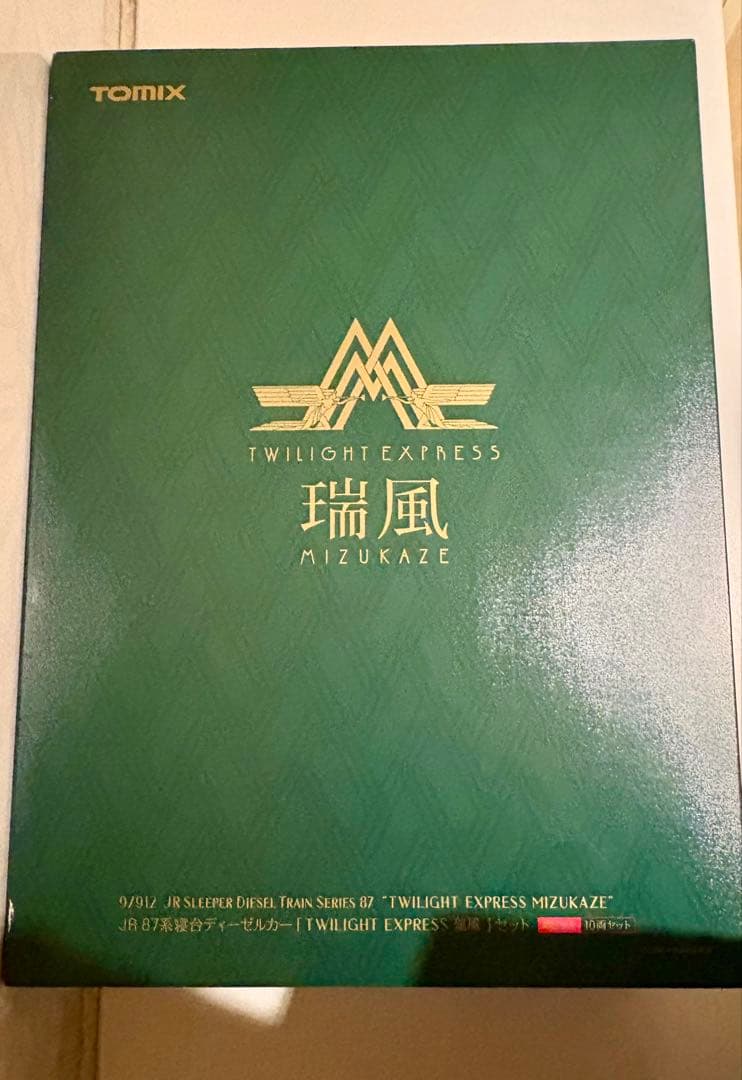 TOMIX
TWILIGHT EXPRESS
瑞風
MIZUKAZE
97912 JR SLEEPER DIESEL TRAIN SERIES 87 "TWILIGHT EXPRESS MIZUKAZE"
JR 87系寝台ディーゼルカー「TWILIGHT EXPRESS 瑞風」セット 10両セット